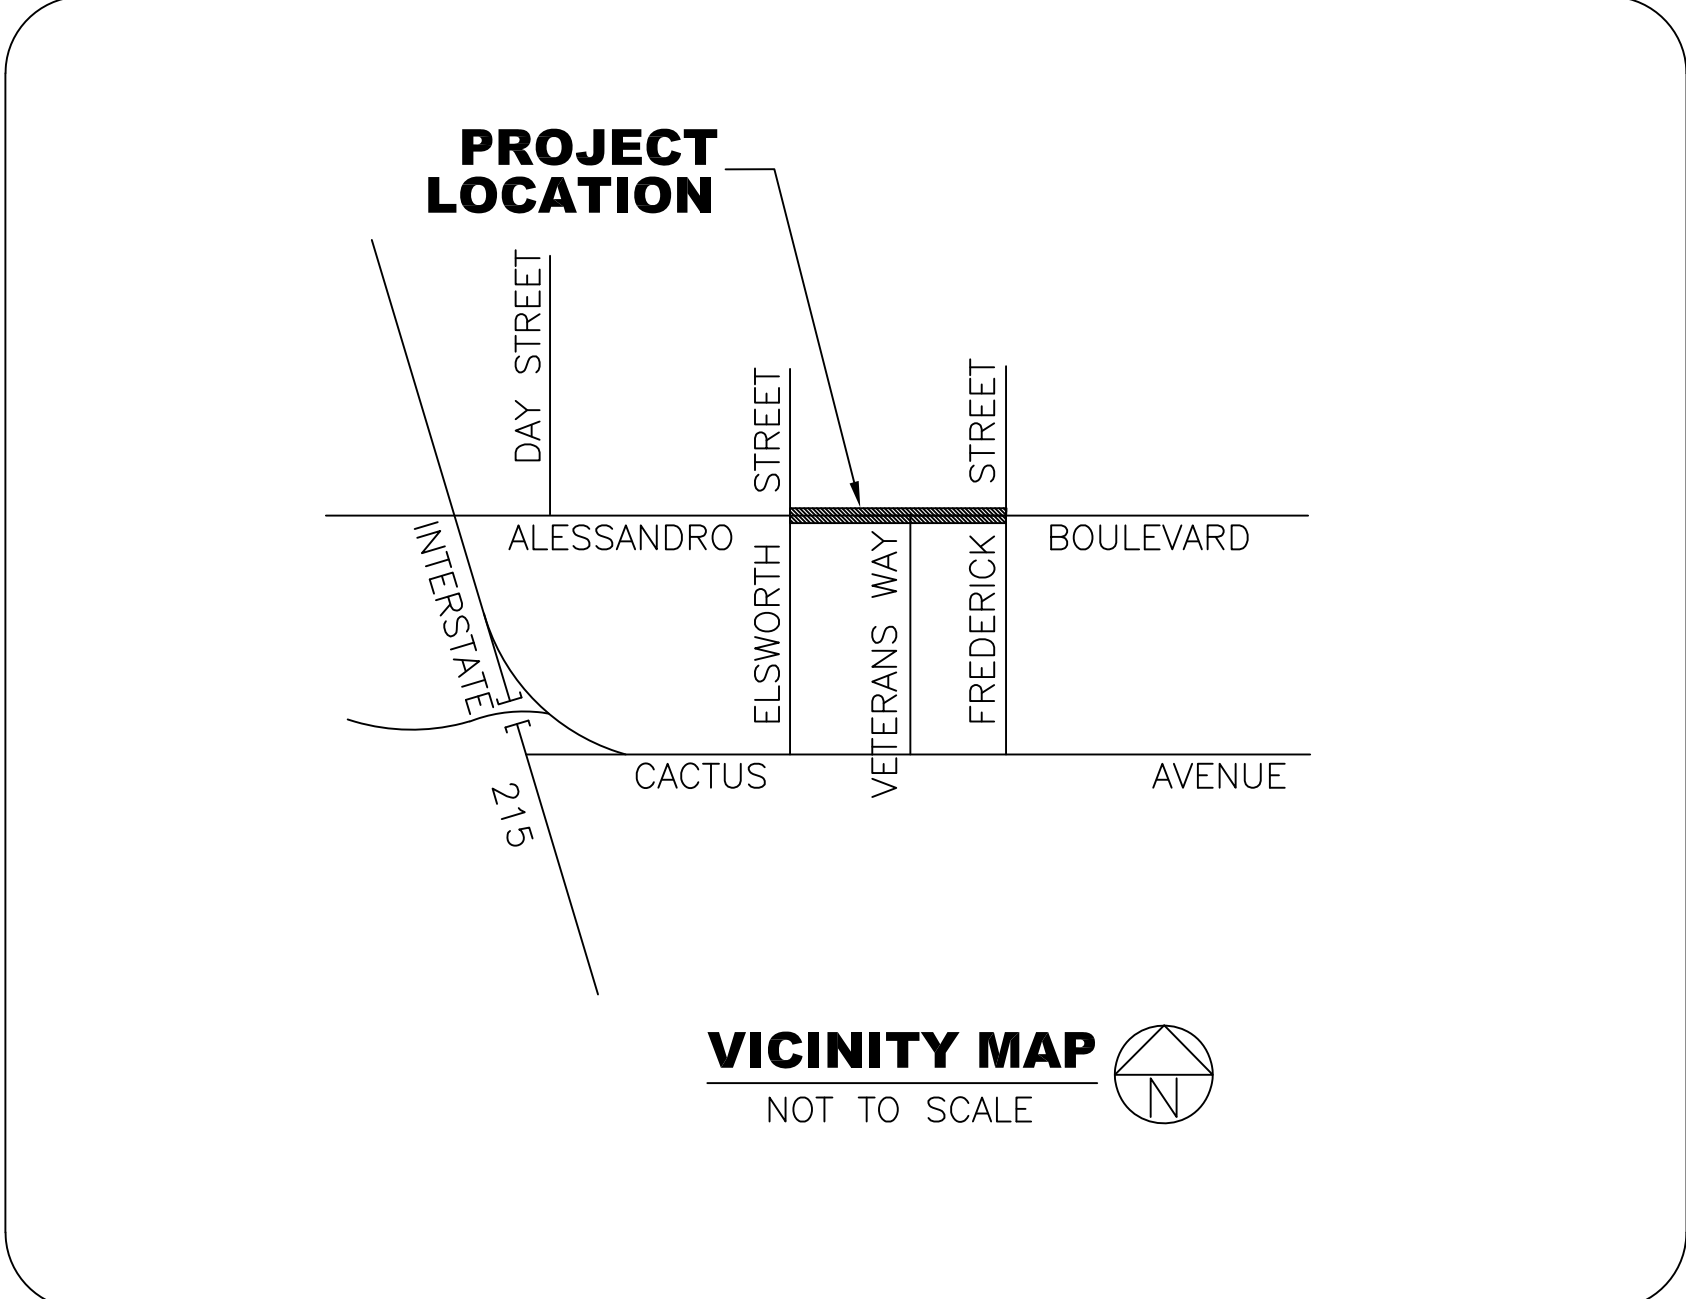 PROJECT
LOCATION
DAY STREET
ELSWORTH STREET
FREDERICK STREET
ALESSANDRO BOULEVARD
VETERANS WAY
INTERSTATE 215
CACTUS AVENUE
VICINITY MAP
NOT TO SCALE
N